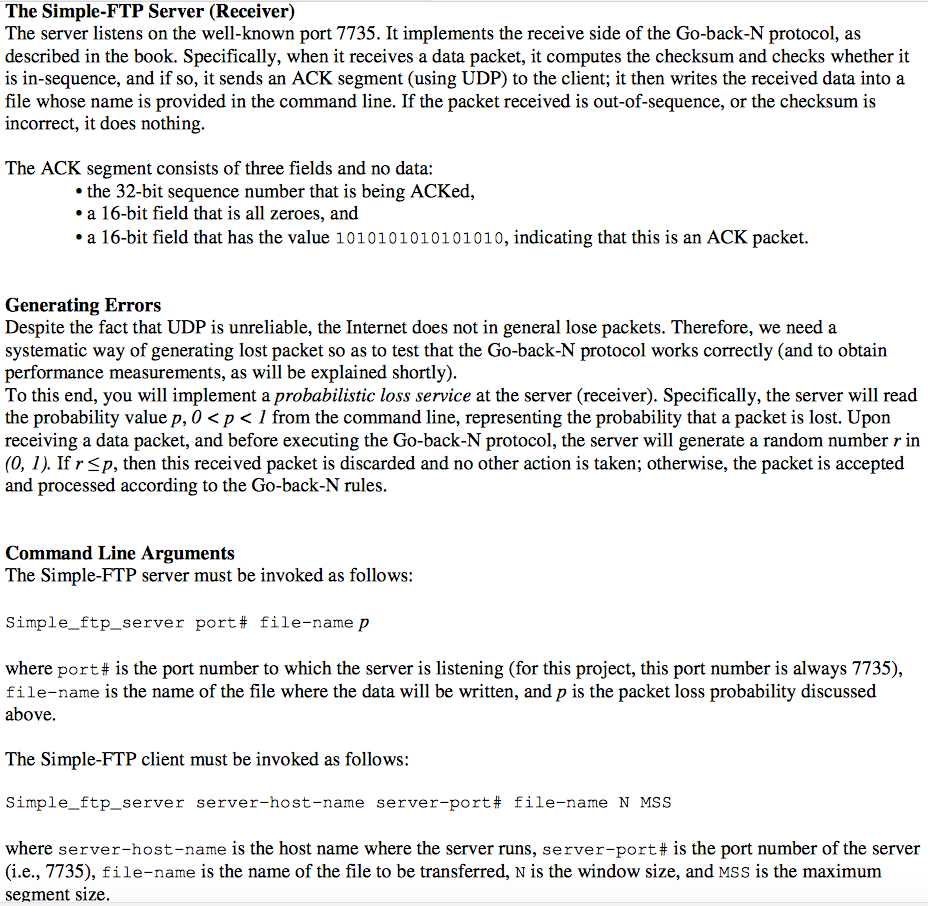 The Simple-FTP Server (Receiver)
The server listens on the well-known port 7735. It implements the receive side of the Go-back-N protocol, as
described in the book. Specifically, when it receives a data packet, it computes the checksum and checks whether it
is in-sequence, and if so, it sends an ACK segment (using UDP) to the client; it then writes the received data into a
file whose name is provided in the command line. If the packet received is out-of-sequence, or the checksum is
incorrect, it does nothing.
The ACK segment consists of three fields and no data:
• the 32-bit sequence number that is being ACKed,
• a 16-bit field that is all zeroes, and
• a 16-bit field that has the value 1010101010101010, indicating that this is an ACK packet.
Generating Errors
Despite the fact that UDP is unreliable, the Internet does not in general lose packets. Therefore, we need a
systematic way of generating lost packet so as to test that the Go-back-N protocol works correctly (and to obtain
performance measurements, as will be explained shortly).
To this end, you will implement a probabilistic loss service at the server (receiver). Specifically, the server will read
the probability value p, 0 < p < 1 from the command line, representing the probability that a packet is lost. Upon
receiving a data packet, and before executing the Go-back-N protocol, the server will generate a random number r in
(0, 1). If r ≤ p, then this received packet is discarded and no other action is taken; otherwise, the packet is accepted
and processed according to the Go-back-N rules.
Command Line Arguments
The Simple-FTP server must be invoked as follows:
Simple_ftp_server port# file-name p
where port# is the port number to which the server is listening (for this project, this port number is always 7735),
file-name is the name of the file where the data will be written, and p is the packet loss probability discussed
above.
The Simple-FTP client must be invoked as follows:
Simple_ftp_server server-host-name server-port# file-name N MSS
where server-host-name is the host name where the server runs, server-port# is the port number of the server
(i.e., 7735), file-name is the name of the file to be transferred, N is the window size, and MSS is the maximum
segment size.